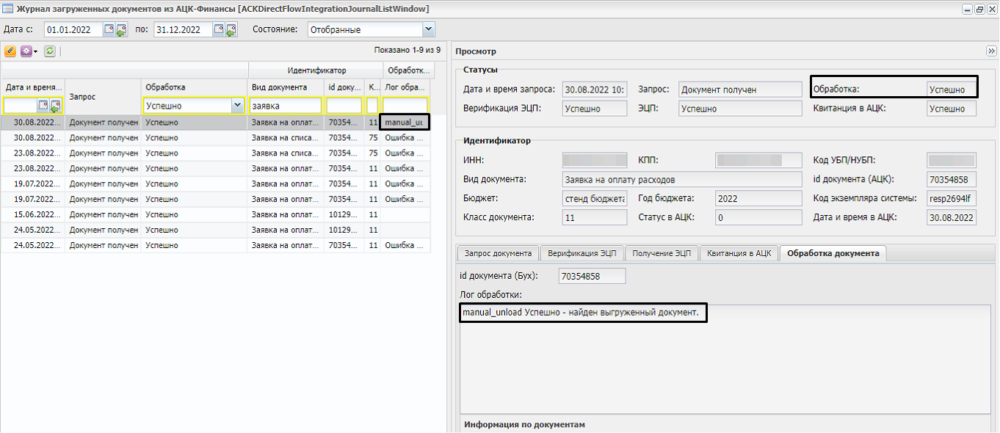 Журнал загруженных документов из АЦК-Финансы [ACKDirectFlowIntegrationJournalListWindow]
Дата с: 01.01.2022 по: 31.12.2022 Состояние: Отобранные
Показано 1-9 из 9
Идентификатор Обработк...
Дата и время... Запрос Обработка Вид документа id доку... К... Лог обра...
Успешно заявка
30.08.2022... Документ получен Успешно Заявка на оплат... 70354... 11 manual_ul
30.08.2022... Документ получен Успешно Заявка на списа... 70354... 75 Ошибка ...
23.08.2022... Документ получен Успешно Заявка на списа... 70354... 75 Ошибка ...
23.08.2022... Документ получен Успешно Заявка на оплат... 70354... 11 Ошибка ...
19.07.2022... Документ получен Успешно Заявка на оплат... 70354... 11 Ошибка ...
19.07.2022... Документ получен Успешно Заявка на оплат... 70354... 11 Ошибка ...
15.06.2022... Документ получен Успешно Заявка на оплат... 10129... 11
24.05.2022... Документ получен Успешно Заявка на оплат... 10129... 11
24.05.2022... Документ получен Успешно Заявка на оплат... 70354... 11 Ошибка ...
Просмотр
Статусы
Дата и время запроса: 30.08.2022 10: Запрос: Документ получен Обработка: Успешно
Верификация ЭЦП: Успешно ЭЦП: Успешно Квитанция в АЦК: Успешно
Идентификатор
ИНН: КПП: Код УБП/НУБП:
Вид документа: Заявка на оплату расходов id документа (АЦК): 70354858
Бюджет: стенд бюджета Год бюджета: 2022 Код экземпляра системы: resp2694lf
Класс документа: 11 Статус в АЦК: 0 Дата и время в АЦК: 30.08.2022
Запрос документа Верификация ЭЦП Получение ЭЦП Квитанция в АЦК Обработка документа
id документа (Бух): 70354858
Лог обработки:
manual_unload Успешно - найден выгруженный документ.
Информация по документам